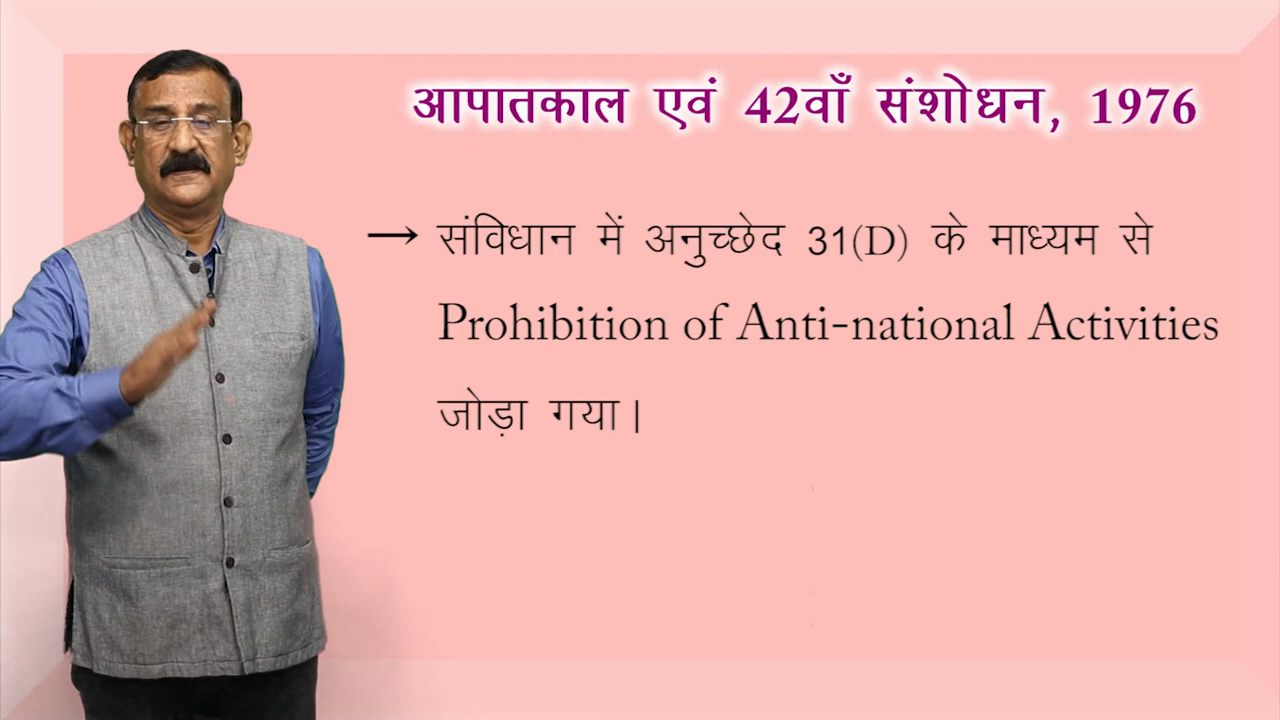 आपातकाल एवं 42वाँ संशोधन, 1976
→ संविधान में अनुच्छेद 31(D) के माध्यम से
Prohibition of Anti-national Activities
जोड़ा गया।